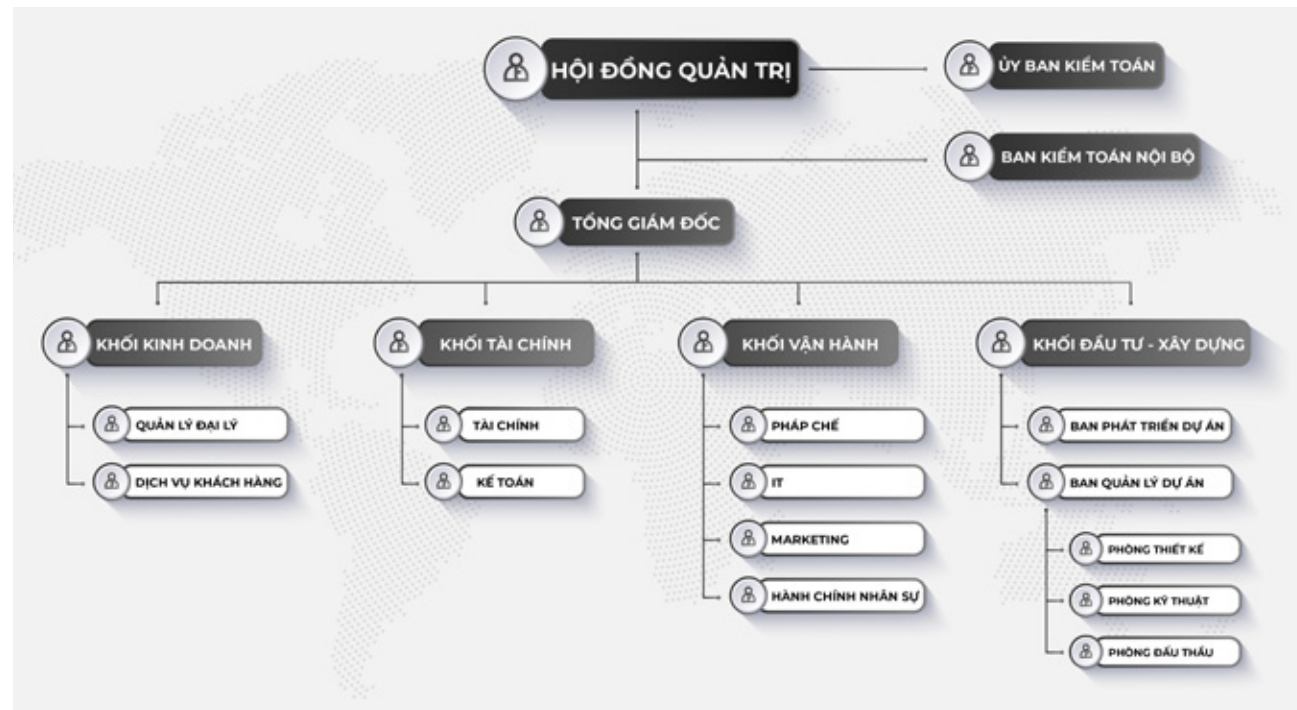 HỘI ĐỒNG QUẢN TRỊ
ỦY BAN KIỂM TOÁN
BAN KIỂM TOÁN NỘI BỘ
TỔNG GIÁM ĐỐC
KHỐI KINH DOANH
QUẢN LÝ ĐẠI LÝ
DỊCH VỤ KHÁCH HÀNG
KHỐI TÀI CHÍNH
TÀI CHÍNH
KẾ TOÁN
KHỐI VẬN HÀNH
PHÁP CHẾ
IT
MARKETING
HÀNH CHÍNH NHÂN SỰ
KHỐI ĐẦU TƯ - XÂY DỰNG
BAN PHÁT TRIỂN DỰ ÁN
BAN QUẢN LÝ DỰ ÁN
PHÒNG THIẾT KẾ
PHÒNG KỸ THUẬT
PHÒNG ĐẤU THẦU